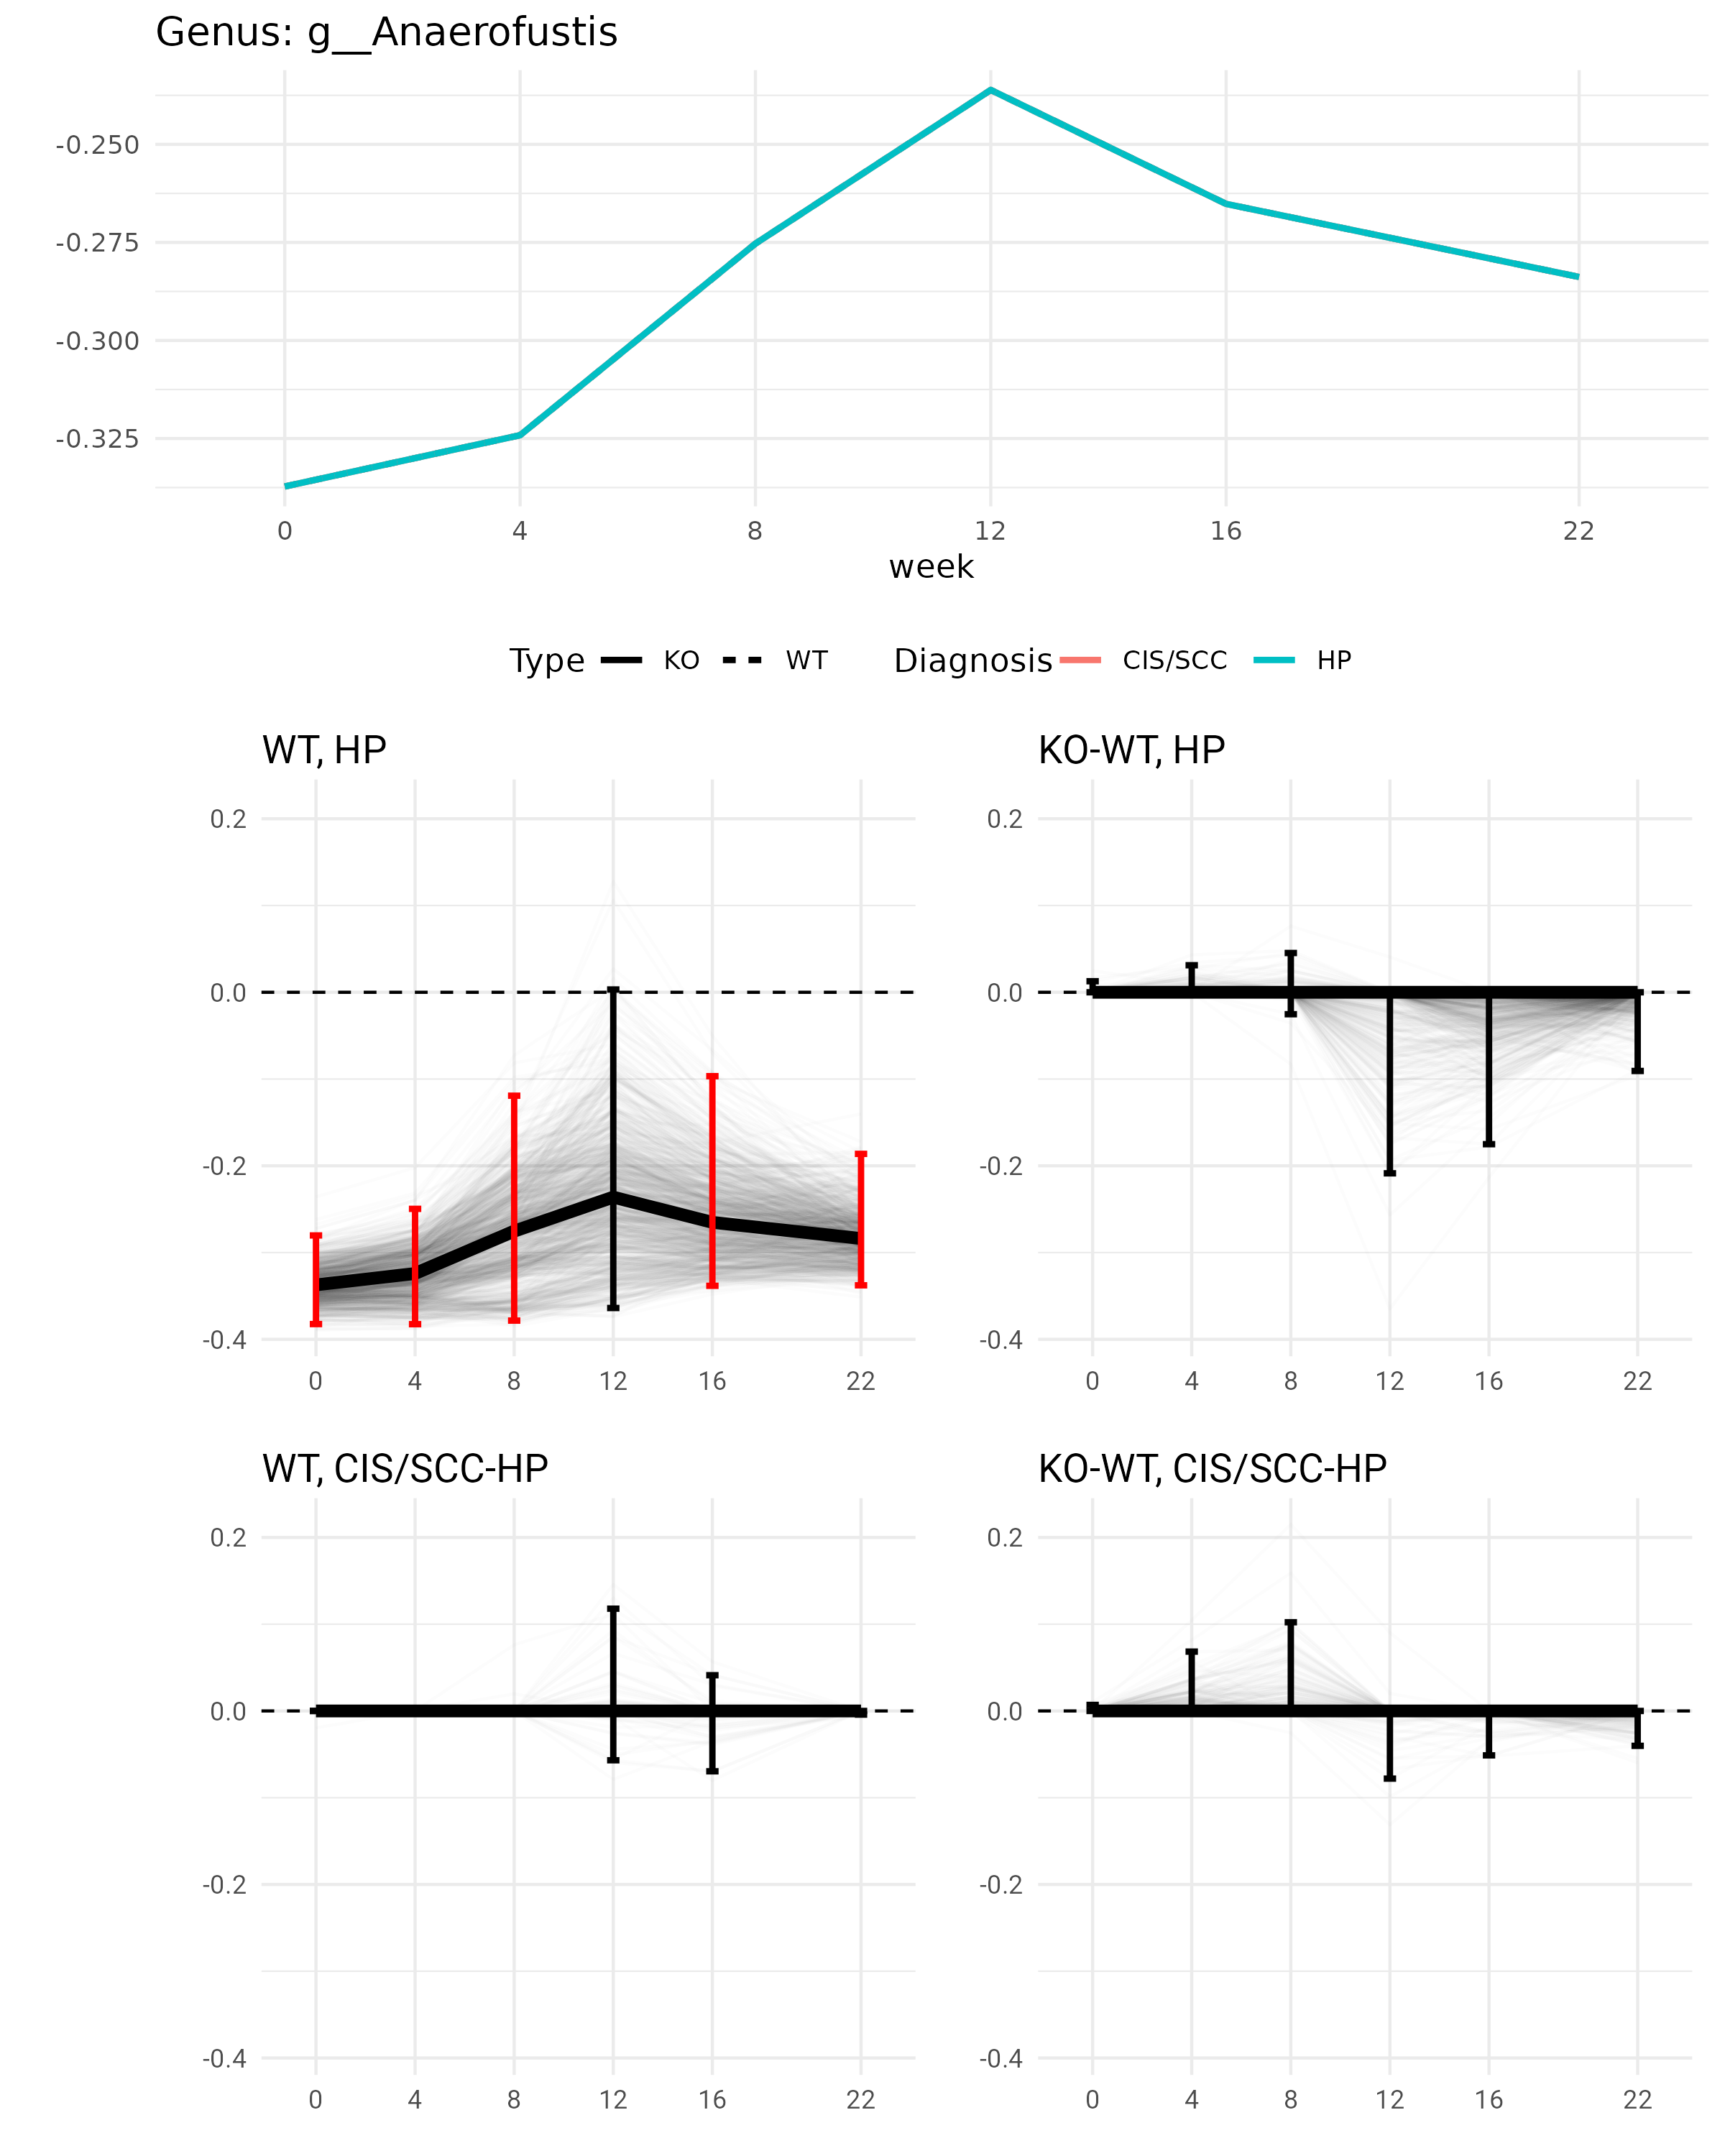 Genus: g__Anaerofustis
-0.250
-0.275
-0.300
-0.325
0 4 8 12 16 22
week
Type KO WT Diagnosis CIS/SCC HP
WT, HP KO-WT, HP
0.2 0.2
0.0 0.0
-0.2 -0.2
-0.4 -0.4
0 4 8 12 16 22 0 4 8 12 16 22
WT, CIS/SCC-HP KO-WT, CIS/SCC-HP
0.2 0.2
0.0 0.0
-0.2 -0.2
-0.4 -0.4
0 4 8 12 16 22 0 4 8 12 16 22